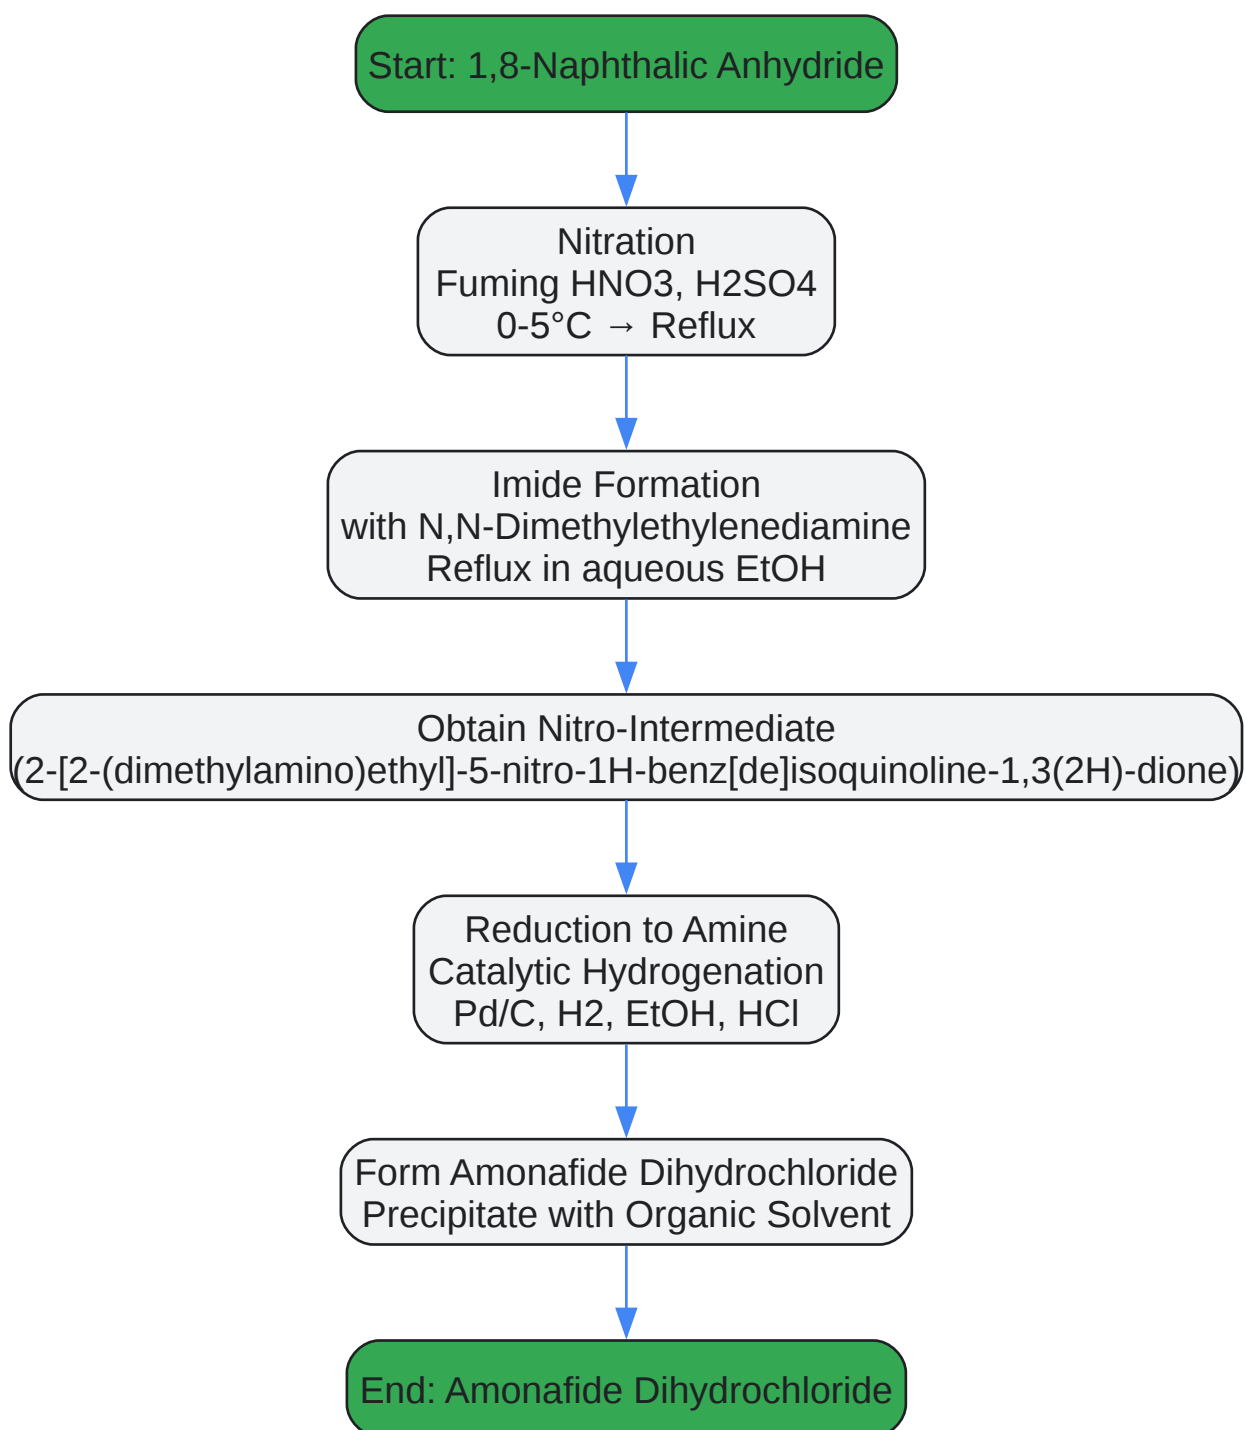 Start: 1,8-Naphthalic Anhydride
Nitration
Fuming HNO3, H2SO4
0-5°C → Reflux
Imide Formation
with N,N-Dimethylethylenediamine
Reflux in aqueous EtOH
Obtain Nitro-Intermediate
(2-[2-(dimethylamino)ethyl]-5-nitro-1H-benz[de]isoquinoline-1,3(2H)-dione)
Reduction to Amine
Catalytic Hydrogenation
Pd/C, H2, EtOH, HCl
Form Amonafide Dihydrochloride
Precipitate with Organic Solvent
End: Amonafide Dihydrochloride